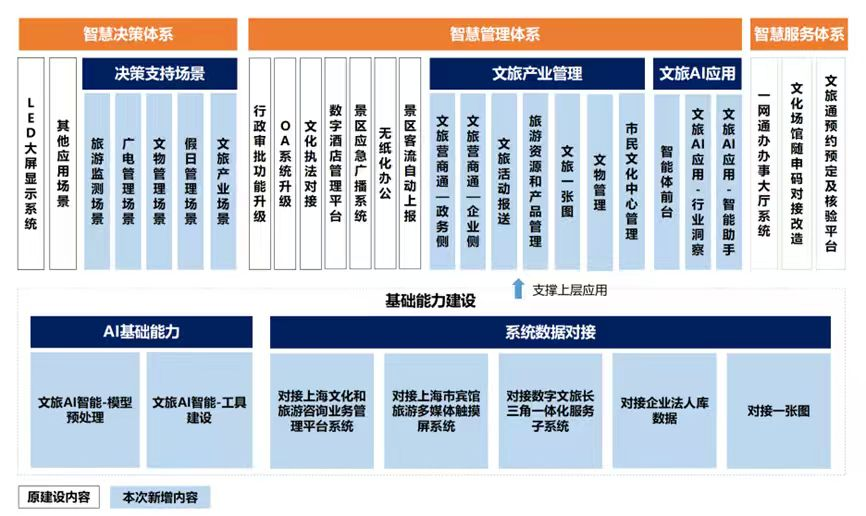 智慧决策体系
智慧管理体系
智慧服务体系
LED大屏显示系统
其他应用场景
决策支持场景
旅游监测场景
广电管理场景
文物管理场景
假日管理场景
文旅产业场景
行政审批功能升级
OA系统升级
文化执法对接
数字酒店管理平台
景区应急广播系统
无纸化办公
景区客流自动上报
文旅产业管理
文旅营商通—政务侧
文旅营商通—企业侧
文旅活动报送
旅游资源和产品管理
文旅一张图
文物管理
市民文化中心管理
文旅AI应用
智能体前台
文旅AI应用-行业洞察
文旅AI应用-智能助手
一网通办办事大厅系统
文化场馆随申码对接改造
文旅通预约预定及核验平台
支撑上层应用
基础能力建设
AI基础能力
系统数据对接
文旅AI智能-模型
预处理
文旅AI智能-工具
建设
对接上海文化和
旅游咨询业务管
理平台系统
对接上海市宾馆
旅游多媒体触摸
屏系统
对接数字文旅长
三角一体化服务
子系统
对接企业法人库
数据
对接一张图
原建设内容
本次新增内容